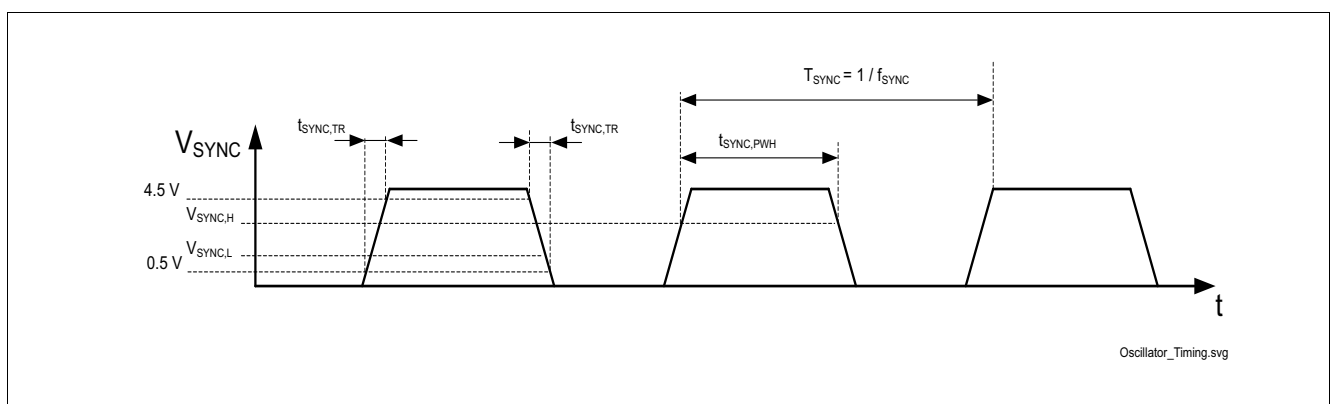 T_SYNC = 1 / f_SYNC
t_SYNC,TR
t_SYNC,TR
t_SYNC,PWH
V_SYNC
4.5 V
V_SYNC,H
V_SYNC,L
0.5 V
t
Oscillator_Timing.svg